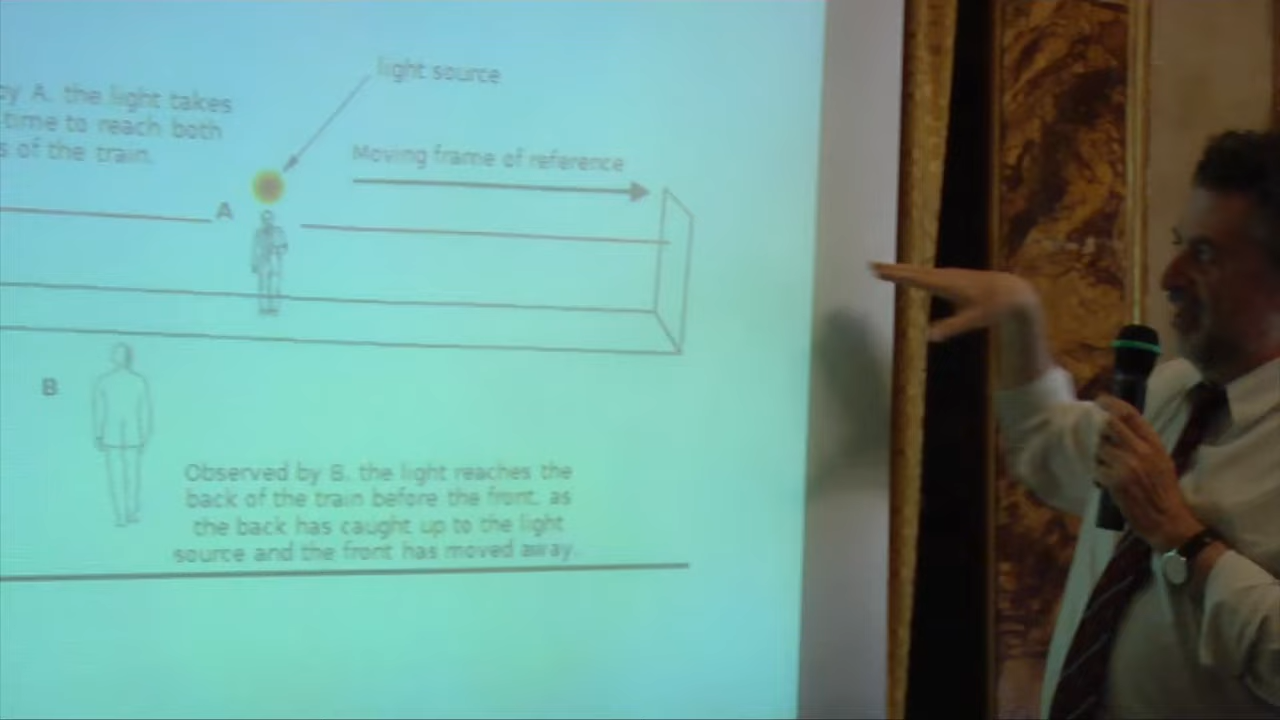 light source
by A. the light takes
time to reach both
s of the train.
Moving frame of reference
A
B
Observed by B. the light reaches the
back of the train before the front. as
the back has caught up to the light
source and the front has moved away.